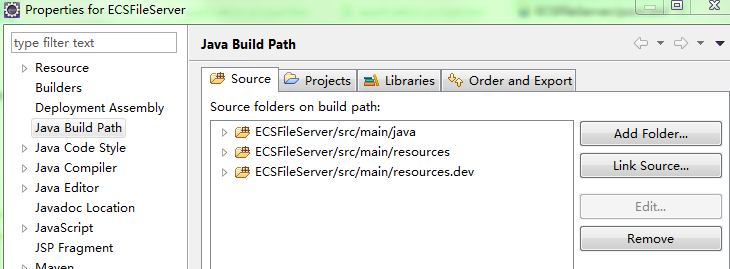 Properties for ECSFileServer
type filter text
Resource
Builders
Deployment Assembly
Java Build Path
Java Code Style
Java Compiler
Java Editor
Javadoc Location
JavaScript
JSP Fragment
Maven
Java Build Path
Source
Projects
Libraries
Order and Export
Source folders on build path:
ECSFileServer/src/main/java
ECSFileServer/src/main/resources
ECSFileServer/src/main/resources.dev
Add Folder...
Link Source...
Edit...
Remove